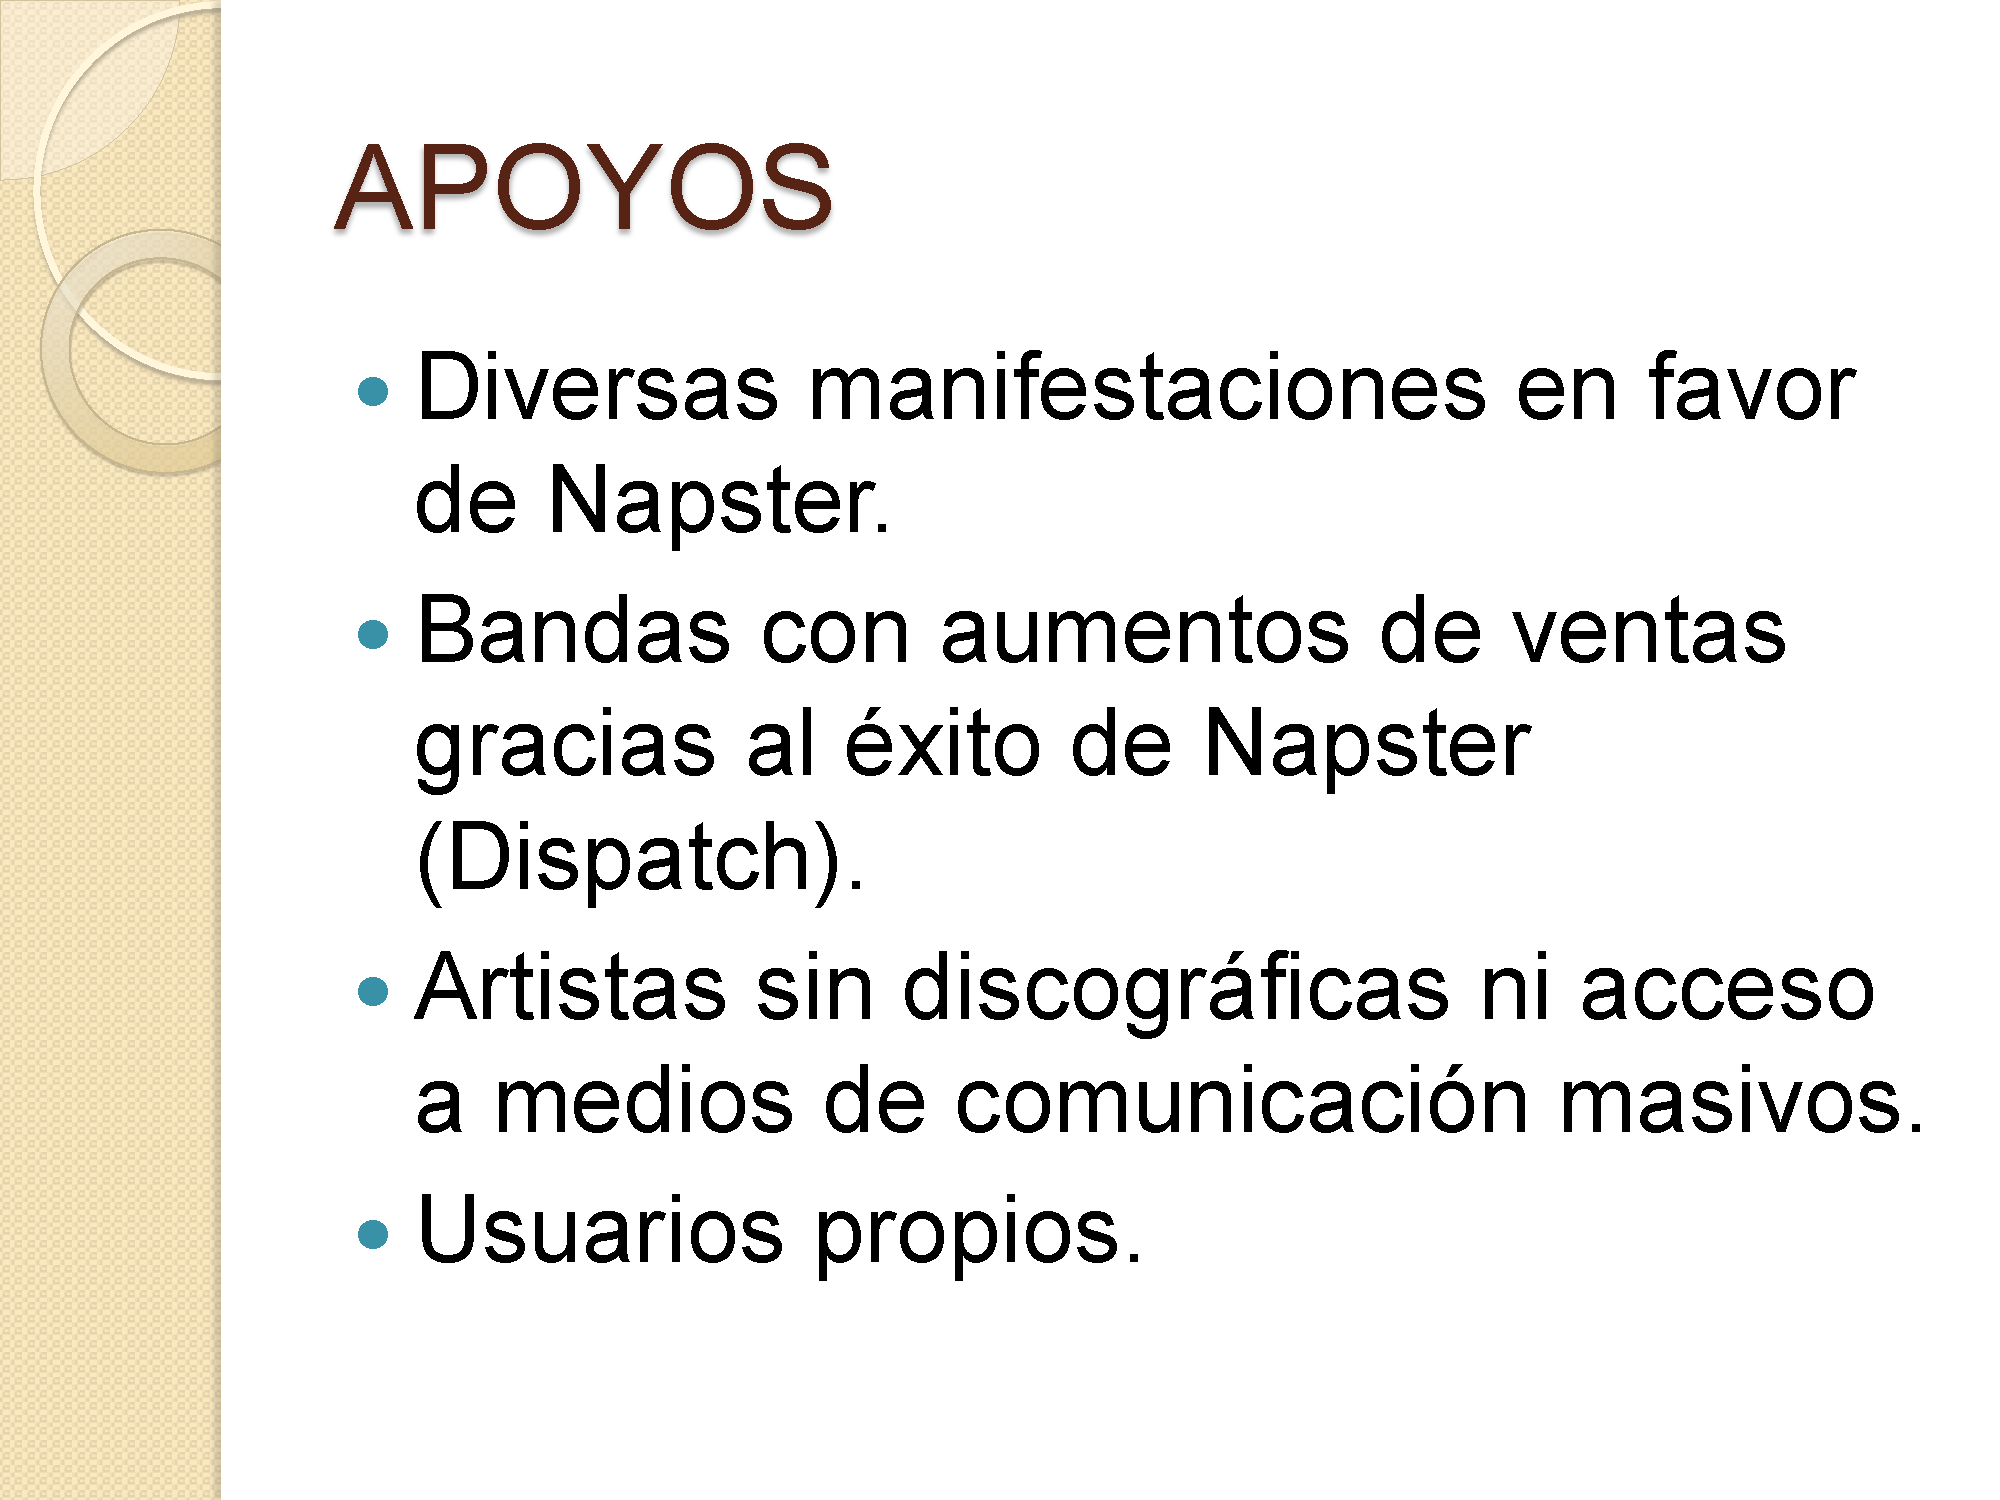 APOYOS
• Diversas manifestaciones en favor
de Napster.
• Bandas con aumentos de ventas
gracias al éxito de Napster
(Dispatch).
• Artistas sin discográficas ni acceso
a medios de comunicación masivos.
• Usuarios propios.